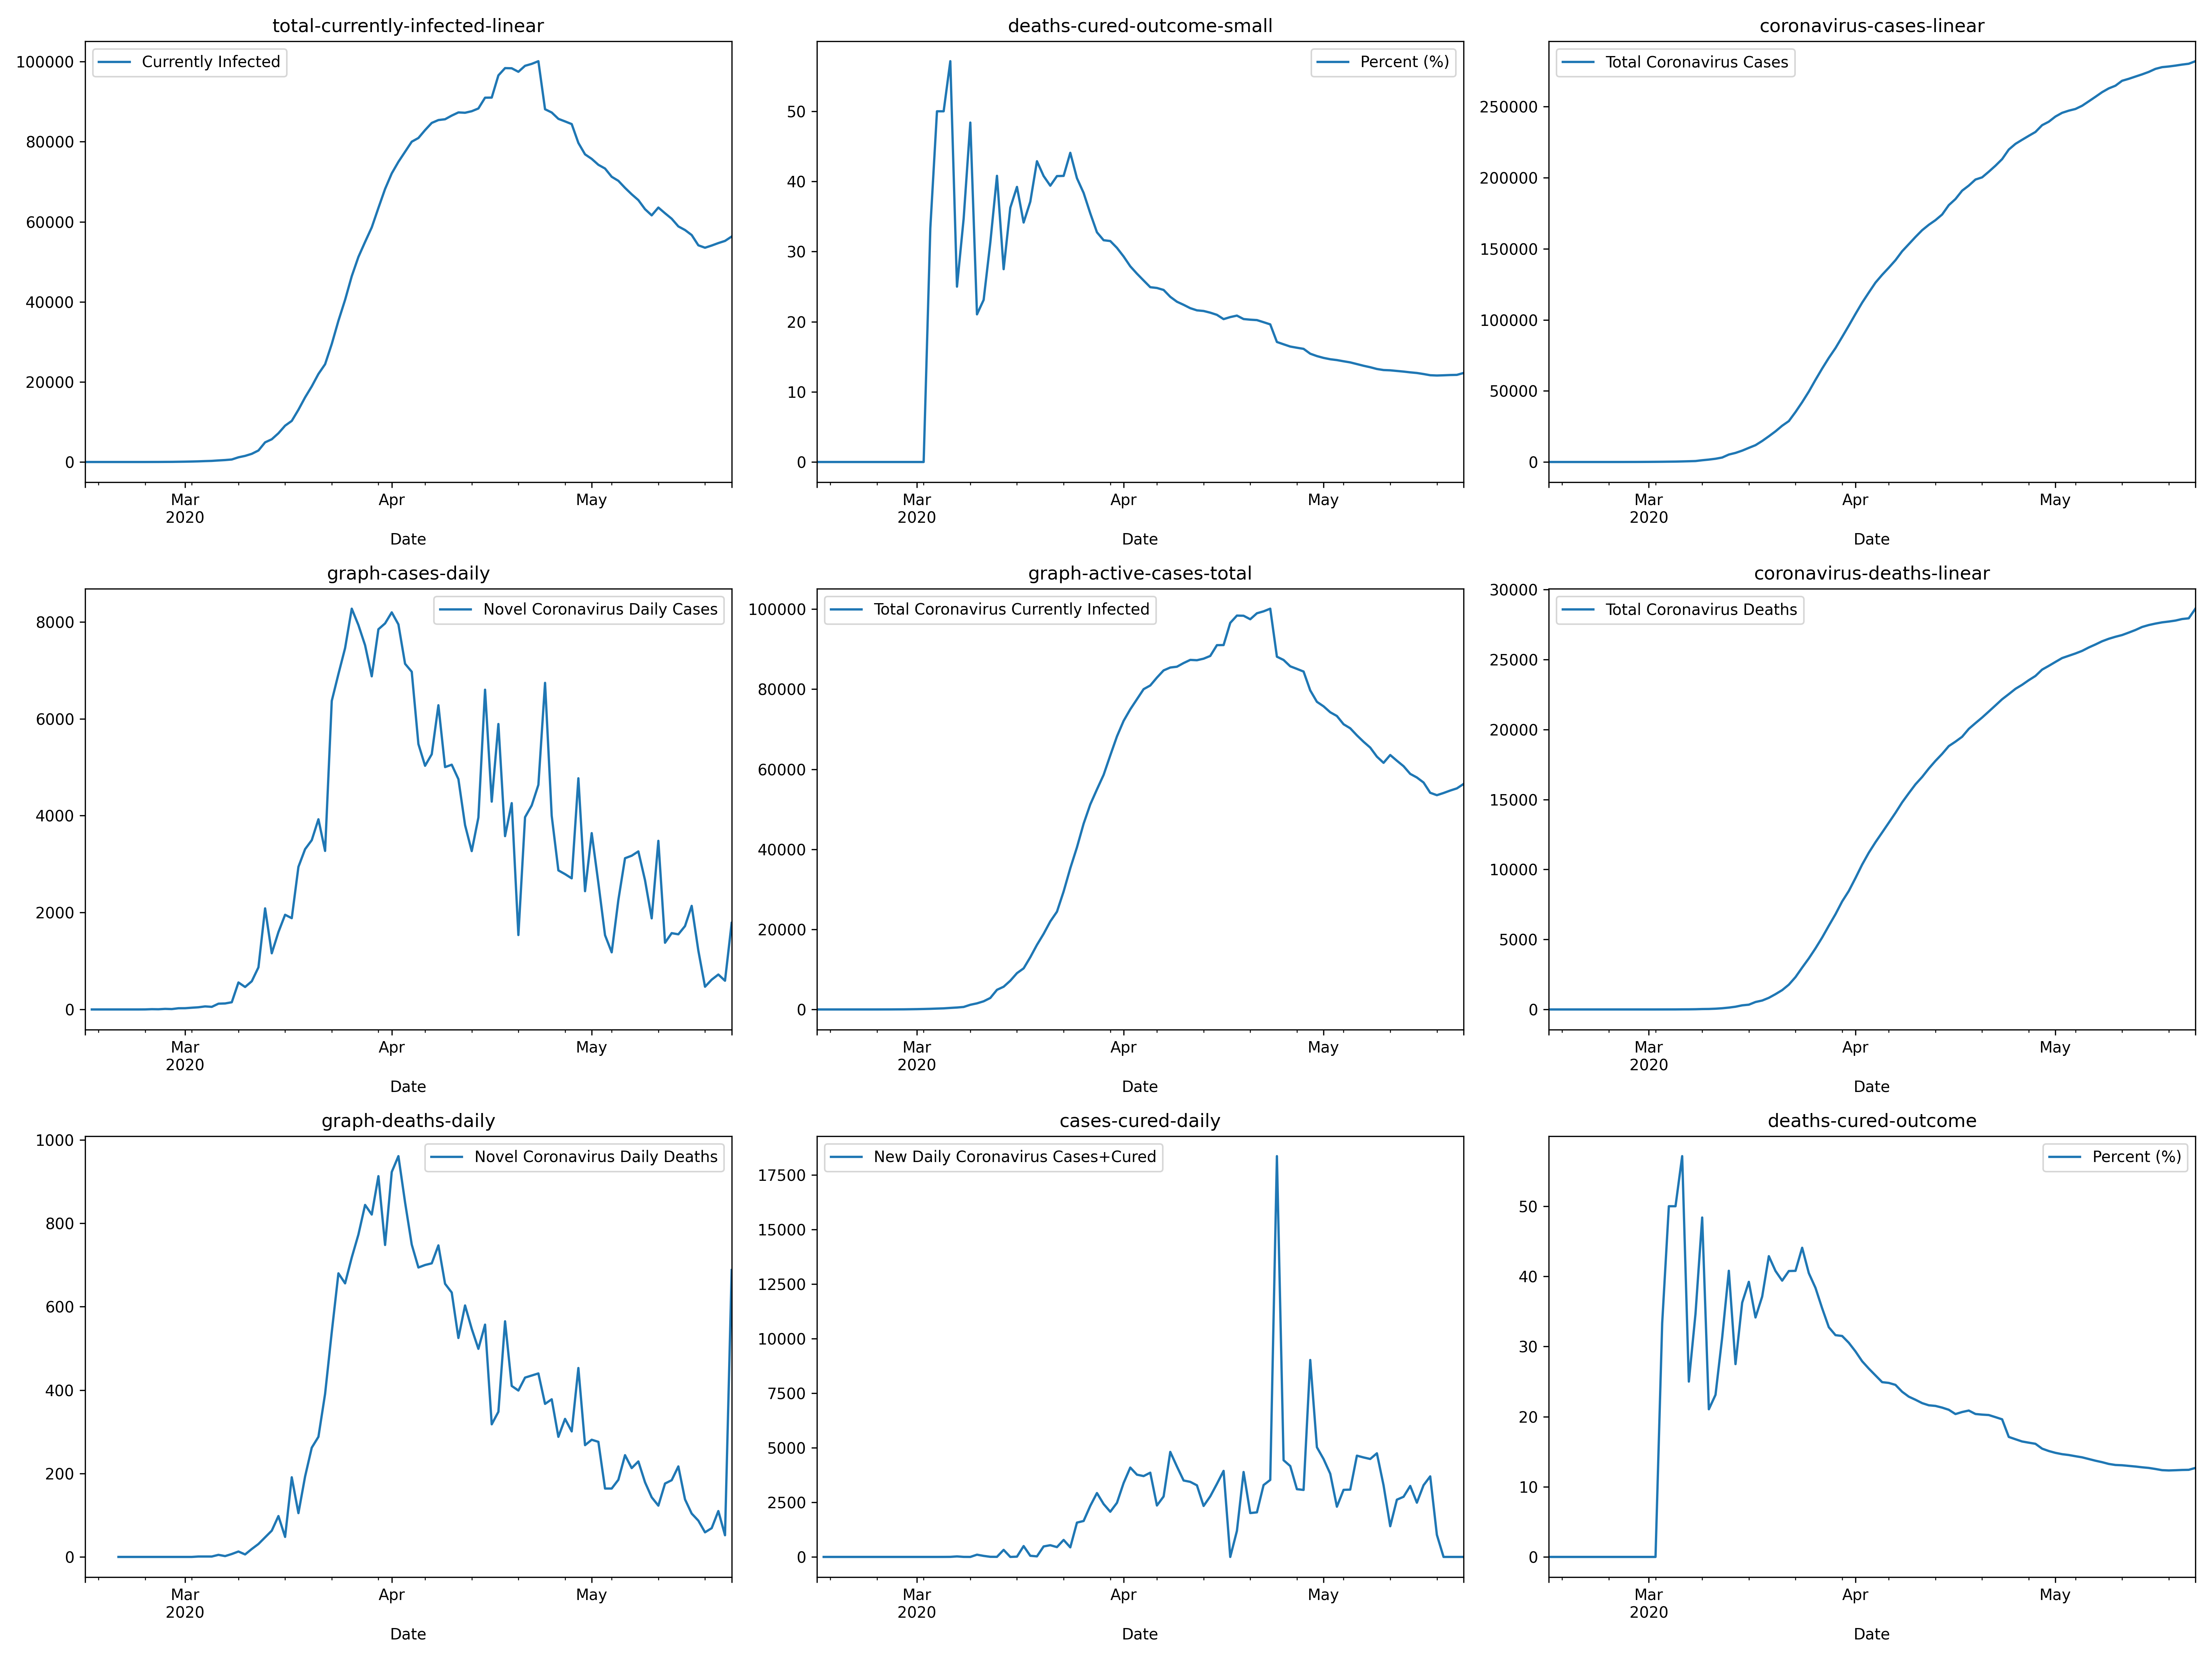 total-currently-infected-linear
Currently Infected
100000
80000
60000
40000
20000
0
Mar Apr May
2020
Date
deaths-cured-outcome-small
Percent (%)
50
40
30
20
10
0
Mar Apr May
2020
Date
coronavirus-cases-linear
Total Coronavirus Cases
250000
200000
150000
100000
50000
0
Mar Apr May
2020
Date
graph-cases-daily
Novel Coronavirus Daily Cases
8000
6000
4000
2000
0
Mar Apr May
2020
Date
graph-active-cases-total
Total Coronavirus Currently Infected
100000
80000
60000
40000
20000
0
Mar Apr May
2020
Date
coronavirus-deaths-linear
Total Coronavirus Deaths
30000
25000
20000
15000
10000
5000
0
Mar Apr May
2020
Date
graph-deaths-daily
Novel Coronavirus Daily Deaths
1000
800
600
400
200
0
Mar Apr May
2020
Date
cases-cured-daily
New Daily Coronavirus Cases+Cured
17500
15000
12500
10000
7500
5000
2500
0
Mar Apr May
2020
Date
deaths-cured-outcome
Percent (%)
50
40
30
20
10
0
Mar Apr May
2020
Date